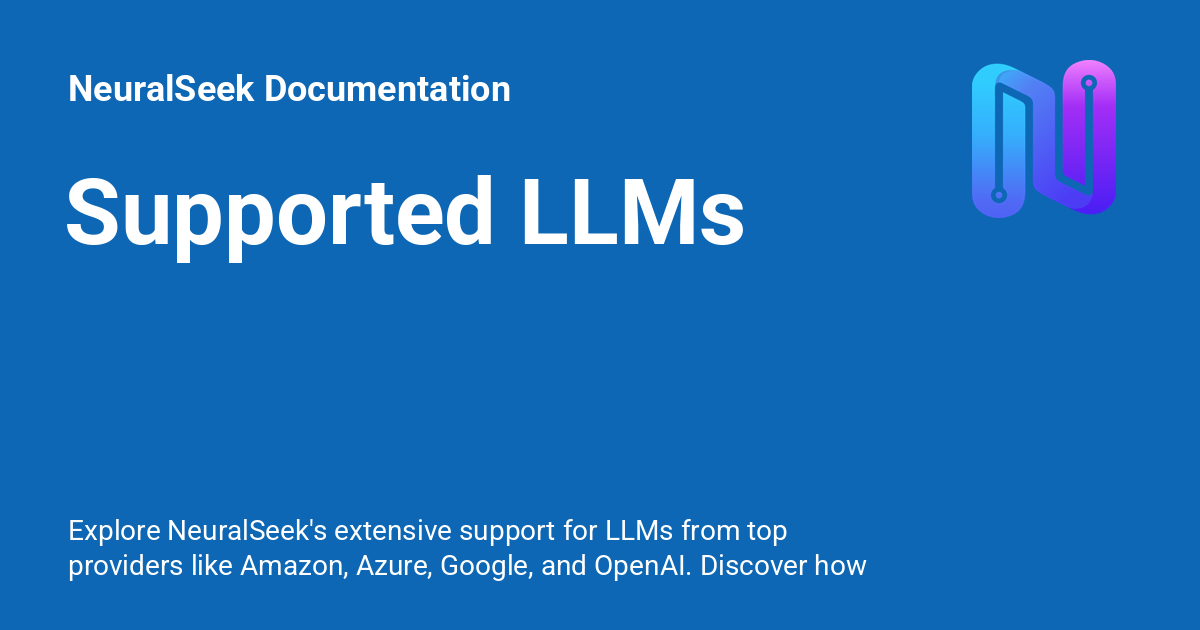 NeuralSeek Documentation
Supported LLMs
Explore NeuralSeek's extensive support for LLMs from top
providers like Amazon, Azure, Google, and OpenAI. Discover how